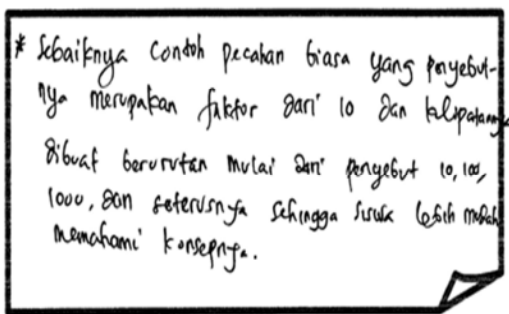 * Sebaiknya Contoh pecahan biasa yang penyebut-
nya merupakan faktor dari 10 dan kelipatannya
dibuat berurutan mulai dari penyebut 10, 100,
1000, dan seterusnya sehingga siswa lebih mudah
memahami konsepnya.